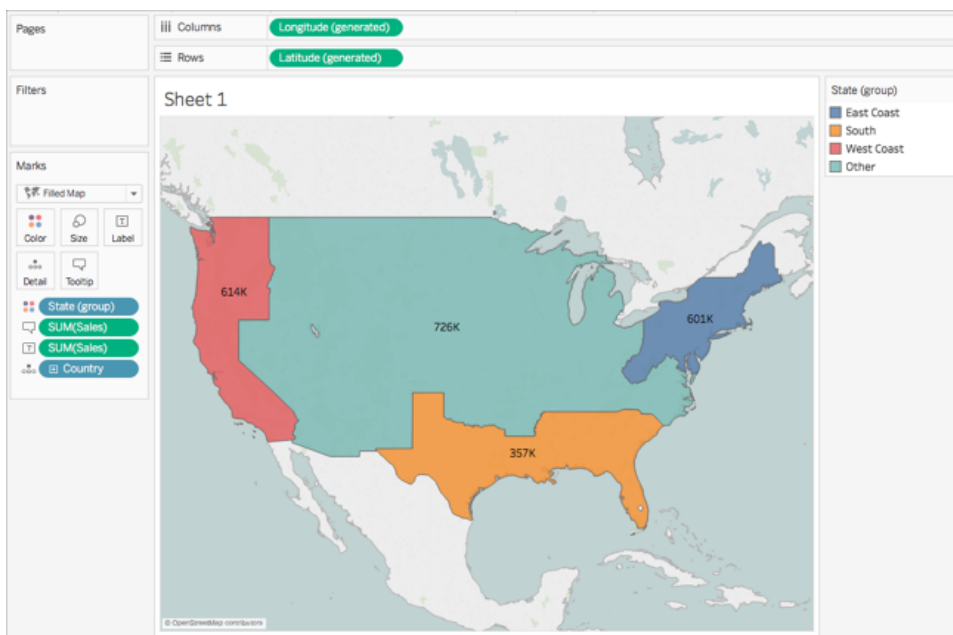 Pages
Columns
Longitude (generated)
Rows
Latitude (generated)
Filters
Marks
Filled Map
Color
Size
Label
Detail
Tooltip
State (group)
SUM(Sales)
SUM(Sales)
Country
Sheet 1
614K
726K
601K
357K
© OpenStreetMap contributors
State (group)
East Coast
South
West Coast
Other